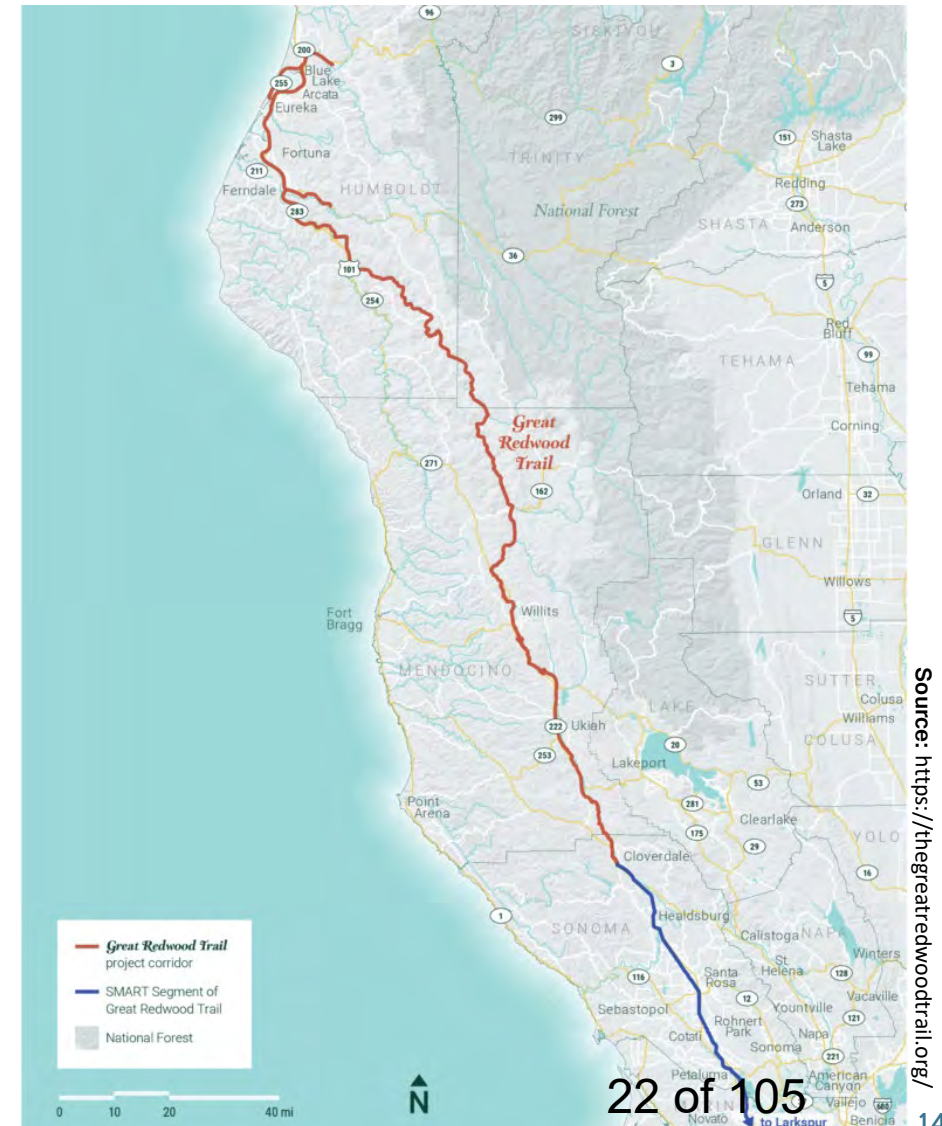 96
SISKIYOU
200
3
Blue
Lake
255
Arcata
Eureka
299
151
Shasta
Lake
Fortuna
TRINITY
211
Redding
Ferndale
HUMBOLDT
273
283
National Forest
SHASTA
Anderson
36
101
5
254
Red
Bluff
99
TEHAMA
Tehama
Great
Redwood
Trail
Corning
271
162
Orland
32
GLENN
Willows
Fort
Bragg
Willits
5
MENDOCINO
SUTTER
Colusa
LAKE
Williams
222
Ukiah
20
COLUSA
253
Lakeport
53
Point
Arena
281
Clearlake
175
YOLO
29
Cloverdale
16
1
Healdsburg
SONOMA
Calistoga
NAPA
Winters
St.
Helena
116
Santa
Rosa
128
12
Vacaville
Sebastopol
Yountville
121
Rohnert
Park
Cotati
Napa
Sonoma
221
Petaluma
American
Canyon
Vallejo
680
Novato
to Larkspur
Benicia
Great Redwood Trail
project corridor
SMART Segment of
Great Redwood Trail
National Forest
0 10 20 40 mi
N
22 of 105
Source: https://thegreatredwoodtrail.org/
14